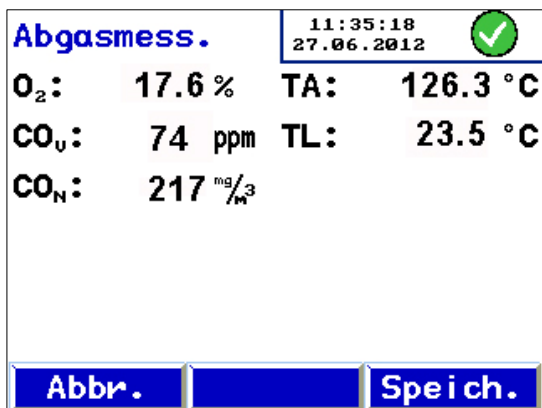 Abgasmess.
11:35:18
27.06.2012
O₂: 17.6 % TA: 126.3 °C
COᵥ: 74 ppm TL: 23.5 °C
CO_N: 217 mg/M³
Abbr. Speich.